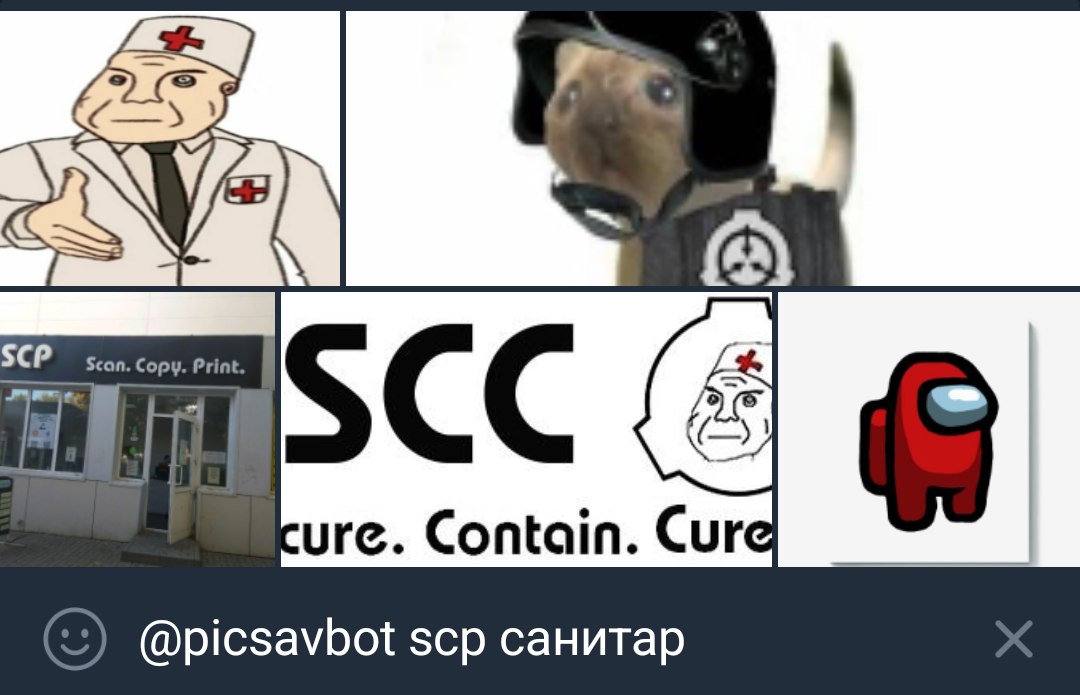 SCP Scan. Copy. Print.
SCC
cure. Contain. Cure
@picsavbot scp санитар